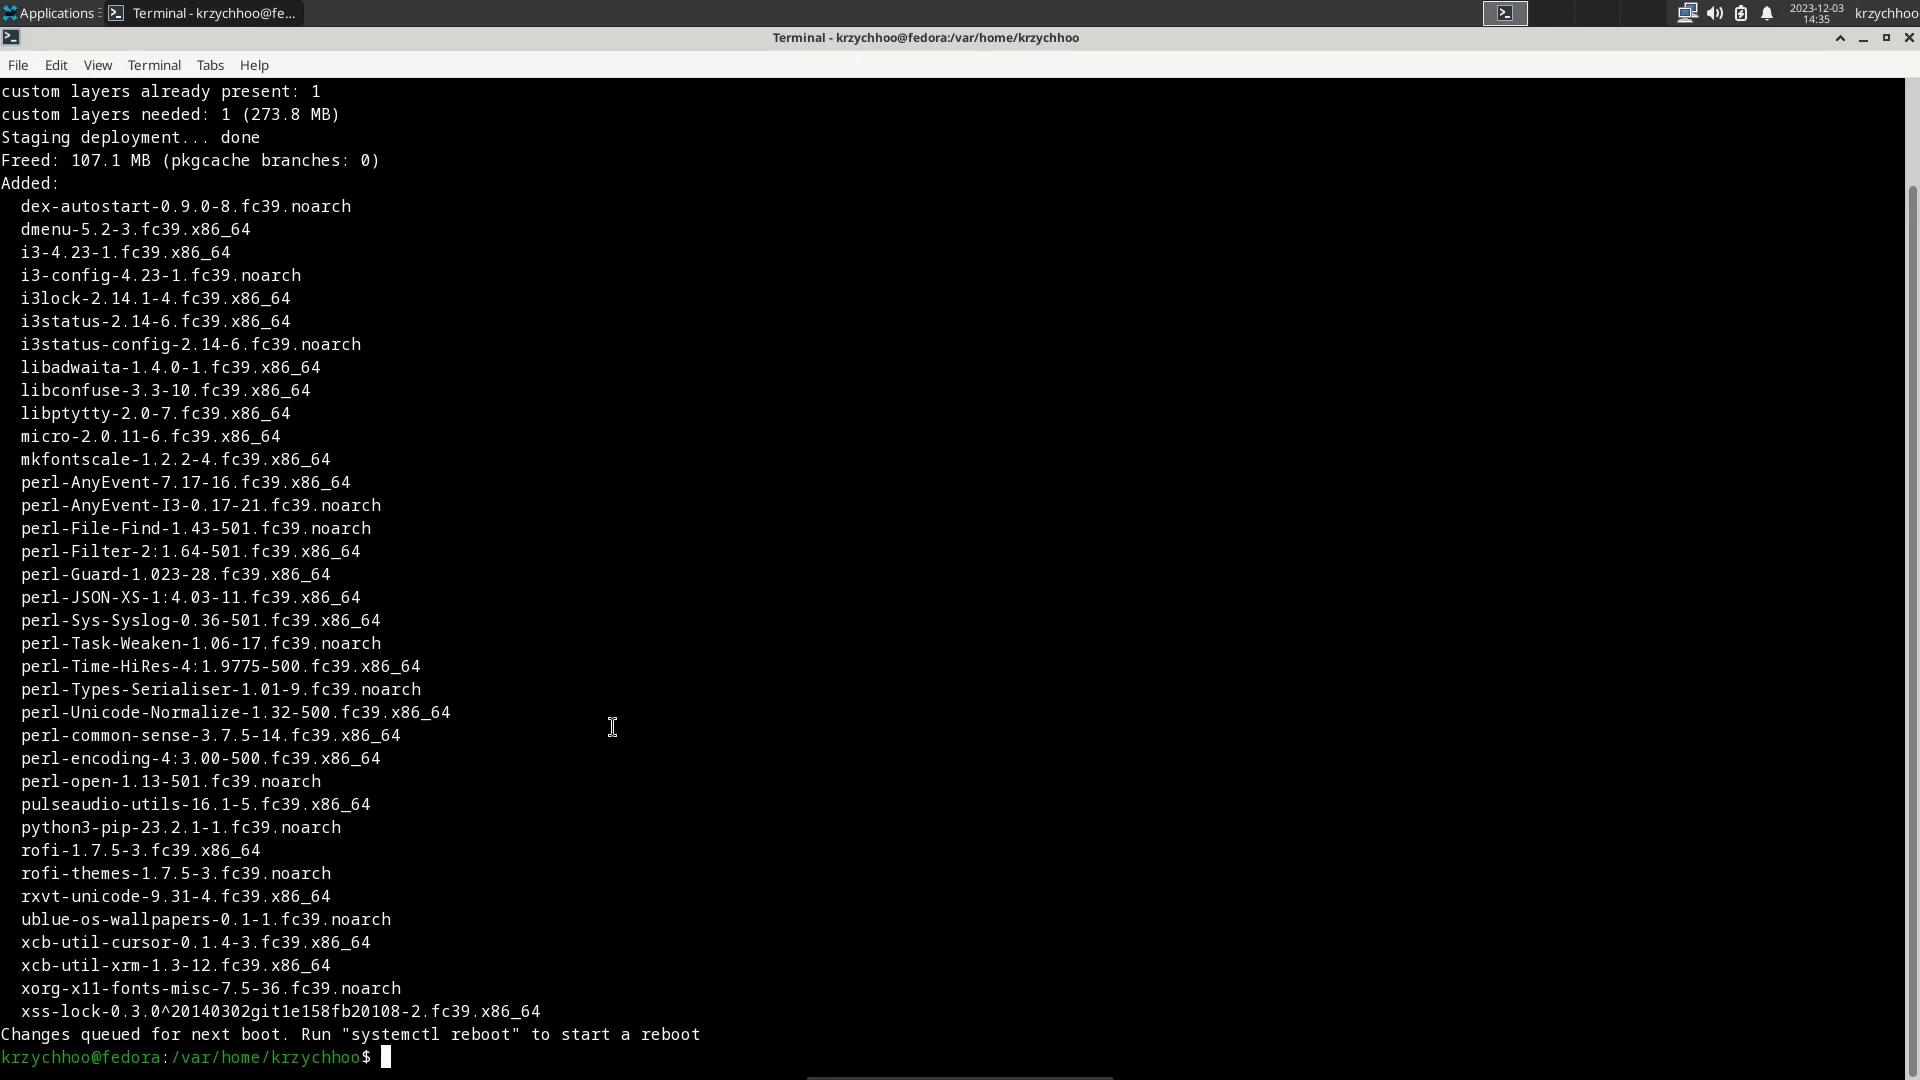 Applications
Terminal - krzychhoo@fe...
2023-12-03
14:35
krzychhoo
Terminal - krzychhoo@fedora:/var/home/krzychhoo
File Edit View Terminal Tabs Help
custom layers already present: 1
custom layers needed: 1 (273.8 MB)
Staging deployment... done
Freed: 107.1 MB (pkgcache branches: 0)
Added:
  dex-autostart-0.9.0-8.fc39.noarch
  dmenu-5.2-3.fc39.x86_64
  i3-4.23-1.fc39.x86_64
  i3-config-4.23-1.fc39.noarch
  i3lock-2.14.1-4.fc39.x86_64
  i3status-2.14-6.fc39.x86_64
  i3status-config-2.14-6.fc39.noarch
  libadwaita-1.4.0-1.fc39.x86_64
  libconfuse-3.3-10.fc39.x86_64
  libptytty-2.0-7.fc39.x86_64
  micro-2.0.11-6.fc39.x86_64
  mkfontscale-1.2.2-4.fc39.x86_64
  perl-AnyEvent-7.17-16.fc39.x86_64
  perl-AnyEvent-I3-0.17-21.fc39.noarch
  perl-File-Find-1.43-501.fc39.noarch
  perl-Filter-2:1.64-501.fc39.x86_64
  perl-Guard-1.023-28.fc39.x86_64
  perl-JSON-XS-1:4.03-11.fc39.x86_64
  perl-Sys-Syslog-0.36-501.fc39.x86_64
  perl-Task-Weaken-1.06-17.fc39.noarch
  perl-Time-HiRes-4:1.9775-500.fc39.x86_64
  perl-Types-Serialiser-1.01-9.fc39.noarch
  perl-Unicode-Normalize-1.32-500.fc39.x86_64
  perl-common-sense-3.7.5-14.fc39.x86_64
  perl-encoding-4:3.00-500.fc39.x86_64
  perl-open-1.13-501.fc39.noarch
  pulseaudio-utils-16.1-5.fc39.x86_64
  python3-pip-23.2.1-1.fc39.noarch
  rofi-1.7.5-3.fc39.x86_64
  rofi-themes-1.7.5-3.fc39.noarch
  rxvt-unicode-9.31-4.fc39.x86_64
  ublue-os-wallpapers-0.1-1.fc39.noarch
  xcb-util-cursor-0.1.4-3.fc39.x86_64
  xcb-util-xrm-1.3-12.fc39.x86_64
  xorg-x11-fonts-misc-7.5-36.fc39.noarch
  xss-lock-0.3.0^20140302git1e158fb20108-2.fc39.x86_64
Changes queued for next boot. Run "systemctl reboot" to start a reboot
krzychhoo@fedora:/var/home/krzychhoo$